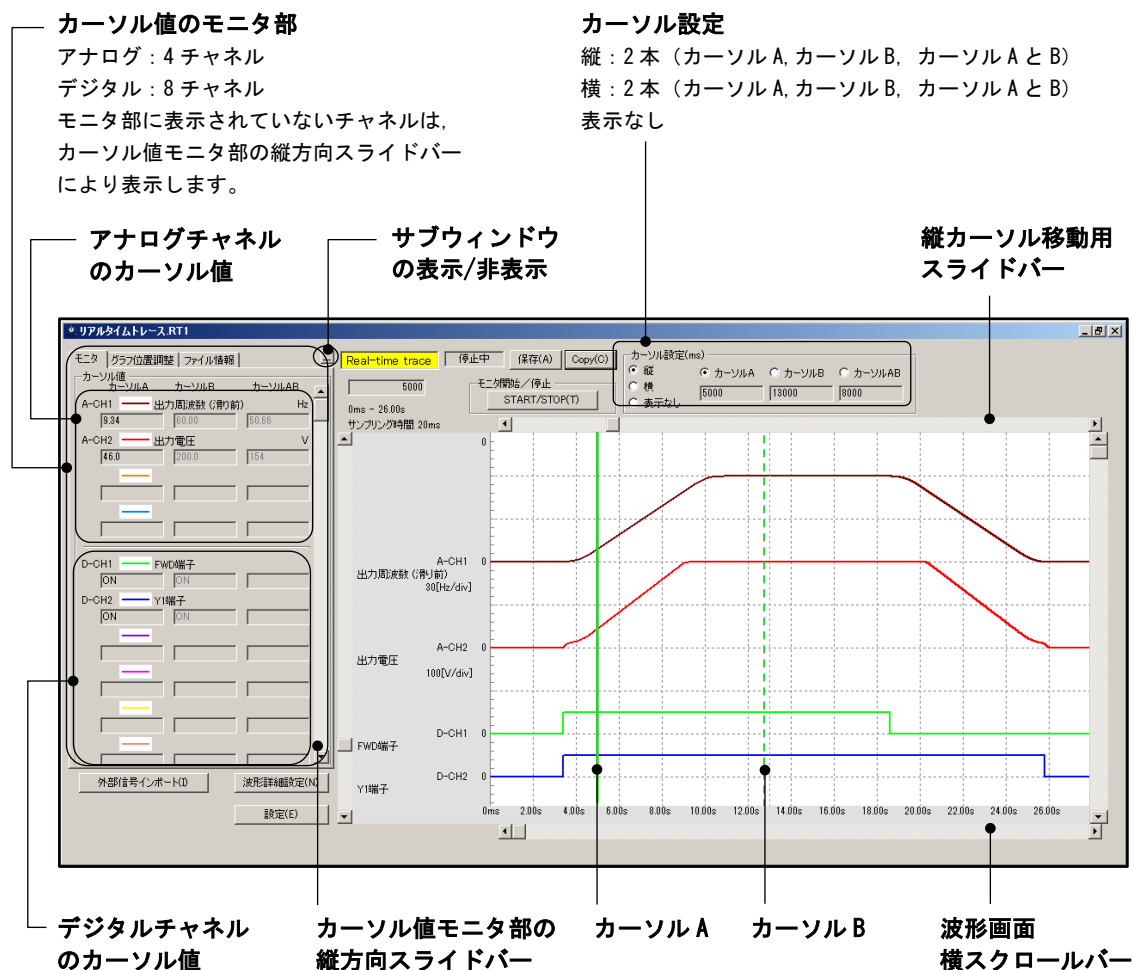 カーソル値のモニタ部
アナログ：4チャネル
デジタル：8チャネル
モニタ部に表示されていないチャネルは,
カーソル値モニタ部の縦方向スライドバー
により表示します。
カーソル設定
縦：2本（カーソルA,カーソルB, カーソルAとB）
横：2本（カーソルA,カーソルB, カーソルAとB）
表示なし
アナログチャネル
のカーソル値
サブウィンドウ
の表示/非表示
縦カーソル移動用
スライドバー
リアルタイムトレース.RT1
モニタ グラフ位置調整 ファイル情報
カーソル値
カーソルA カーソルB カーソルAB
A-CH1 出力周波数(滑り前) Hz
9.34 60.00 50.66
A-CH2 出力電圧 V
46.0 200.0 154
D-CH1 FWD端子
ON ON
D-CH2 Y1端子
ON ON
外部信号インポート(I) 波形詳細設定(N)
設定(E)
Real-time trace 停止中 保存(A) Copy(C)
5000
モニタ開始／停止
START/STOP(T)
0ms - 26.00s
サンプリング時間 20ms
カーソル設定(ms)
縦 カーソルA カーソルB カーソルAB
横 5000 13000 8000
表示なし
0
A-CH1 0
出力周波数(滑り前)
30[Hz/div]
A-CH2 0
出力電圧
100[V/div]
D-CH1 0
FWD端子
D-CH2 0
Y1端子
0ms 2.00s 4.00s 6.00s 8.00s 10.00s 12.00s 14.00s 16.00s 18.00s 20.00s 22.00s 24.00s 26.00s
デジタルチャネル
のカーソル値
カーソル値モニタ部の
縦方向スライドバー
カーソルA
カーソルB
波形画面
横スクロールバー